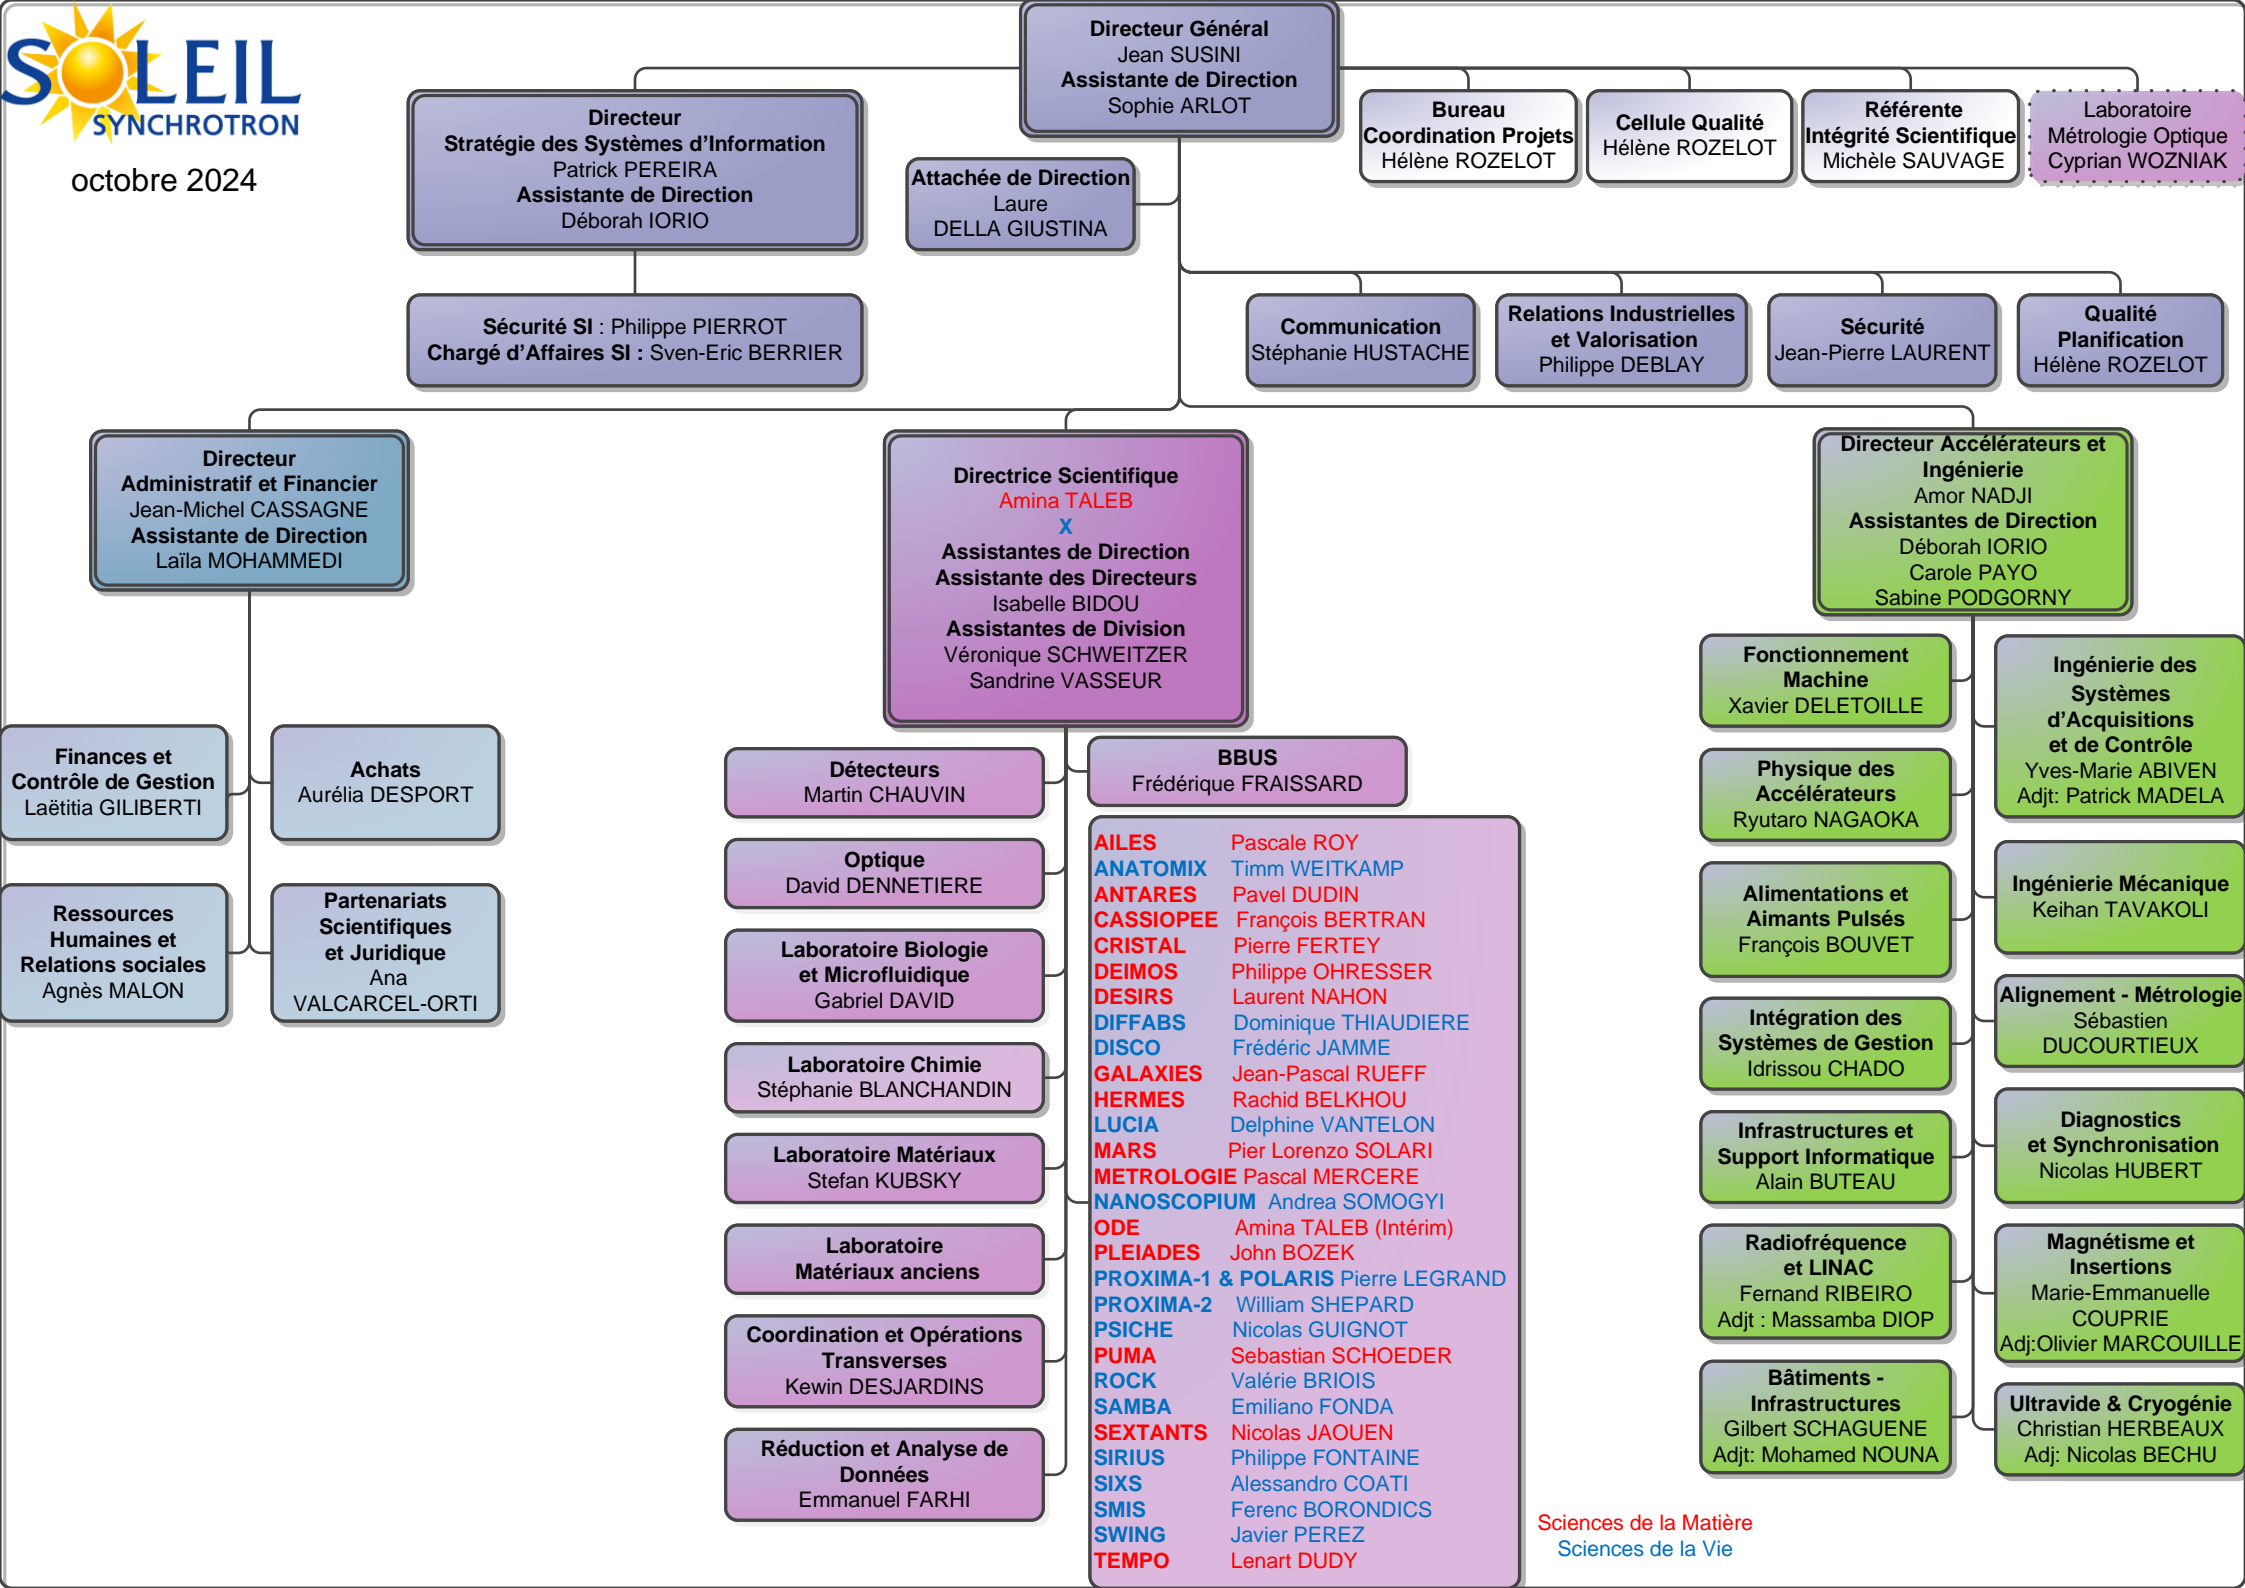 SOLEIL
SYNCHROTRON
octobre 2024
Directeur Général
Jean SUSINI
Assistante de Direction
Sophie ARLOT
Directeur
Stratégie des Systèmes d'Information
Patrick PEREIRA
Assistante de Direction
Déborah IORIO
Attachée de Direction
Laure
DELLA GIUSTINA
Bureau
Coordination Projets
Hélène ROZELOT
Cellule Qualité
Hélène ROZELOT
Référente
Intégrité Scientifique
Michèle SAUVAGE
Laboratoire
Métrologie Optique
Cyprian WOZNIAK
Sécurité SI : Philippe PIERROT
Chargé d'Affaires SI : Sven-Eric BERRIER
Communication
Stéphanie HUSTACHE
Relations Industrielles
et Valorisation
Philippe DEBLAY
Sécurité
Jean-Pierre LAURENT
Qualité
Planification
Hélène ROZELOT
Directeur
Administratif et Financier
Jean-Michel CASSAGNE
Assistante de Direction
Laïla MOHAMMEDI
Directrice Scientifique
Amina TALEB
X
Assistantes de Direction
Assistante des Directeurs
Isabelle BIDOU
Assistantes de Division
Véronique SCHWEITZER
Sandrine VASSEUR
Directeur Accélérateurs et
Ingénierie
Amor NADJI
Assistantes de Direction
Déborah IORIO
Carole PAYO
Sabine PODGORNY
Finances et
Contrôle de Gestion
Laëtitia GILIBERTI
Achats
Aurélia DESPORT
Ressources
Humaines et
Relations sociales
Agnès MALON
Partenariats
Scientifiques
et Juridique
Ana
VALCARCEL-ORTI
Détecteurs
Martin CHAUVIN
Optique
David DENNETIERE
Laboratoire Biologie
et Microfluidique
Gabriel DAVID
Laboratoire Chimie
Stéphanie BLANCHANDIN
Laboratoire Matériaux
Stefan KUBSKY
Laboratoire
Matériaux anciens
Coordination et Opérations
Transverses
Kewin DESJARDINS
Réduction et Analyse de
Données
Emmanuel FARHI
BBUS
Frédérique FRAISSARD
AILES Pascale ROY
ANATOMIX Timm WEITKAMP
ANTARES Pavel DUDIN
CASSIOPEE François BERTRAN
CRISTAL Pierre FERTEY
DEIMOS Philippe OHRESSER
DESIRS Laurent NAHON
DIFFABS Dominique THIAUDIERE
DISCO Frédéric JAMME
GALAXIES Jean-Pascal RUEFF
HERMES Rachid BELKHOU
LUCIA Delphine VANTELON
MARS Pier Lorenzo SOLARI
METROLOGIE Pascal MERCERE
NANOSCOPIUM Andrea SOMOGYI
ODE Amina TALEB (Intérim)
PLEIADES John BOZEK
PROXIMA-1 & POLARIS Pierre LEGRAND
PROXIMA-2 William SHEPARD
PSICHE Nicolas GUIGNOT
PUMA Sebastian SCHOEDER
ROCK Valérie BRIOIS
SAMBA Emiliano FONDA
SEXTANTS Nicolas JAOUEN
SIRIUS Philippe FONTAINE
SIXS Alessandro COATI
SMIS Ferenc BORONDICS
SWING Javier PEREZ
TEMPO Lenart DUDY
Fonctionnement
Machine
Xavier DELETOILLE
Physique des
Accélérateurs
Ryutaro NAGAOKA
Alimentations et
Aimants Pulsés
François BOUVET
Intégration des
Systèmes de Gestion
Idrissou CHADO
Infrastructures et
Support Informatique
Alain BUTEAU
Radiofréquence
et LINAC
Fernand RIBEIRO
Adjt : Massamba DIOP
Bâtiments -
Infrastructures
Gilbert SCHAGUENE
Adjt: Mohamed NOUNA
Ingénierie des
Systèmes
d'Acquisitions
et de Contrôle
Yves-Marie ABIVEN
Adjt: Patrick MADELA
Ingénierie Mécanique
Keihan TAVAKOLI
Alignement - Métrologie
Sébastien
DUCOURTIEUX
Diagnostics
et Synchronisation
Nicolas HUBERT
Magnétisme et
Insertions
Marie-Emmanuelle
COUPRIE
Adj:Olivier MARCOUILLE
Ultravide & Cryogénie
Christian HERBEAUX
Adj: Nicolas BECHU
Sciences de la Matière
Sciences de la Vie